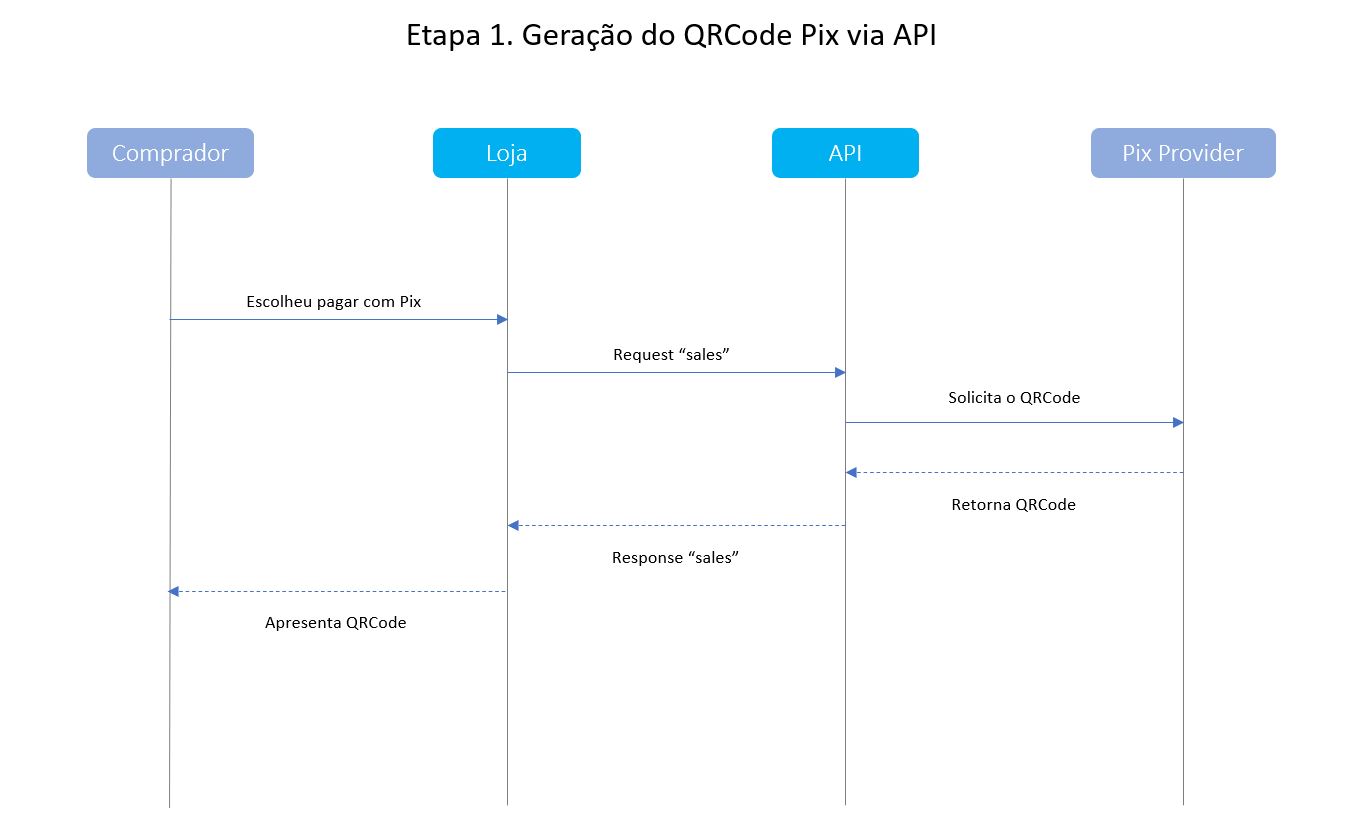 Etapa 1. Geração do QRCode Pix via API
Comprador
Loja
API
Pix Provider
Escolheu pagar com Pix
Request “sales”
Solicita o QRCode
Retorna QRCode
Response “sales”
Apresenta QRCode